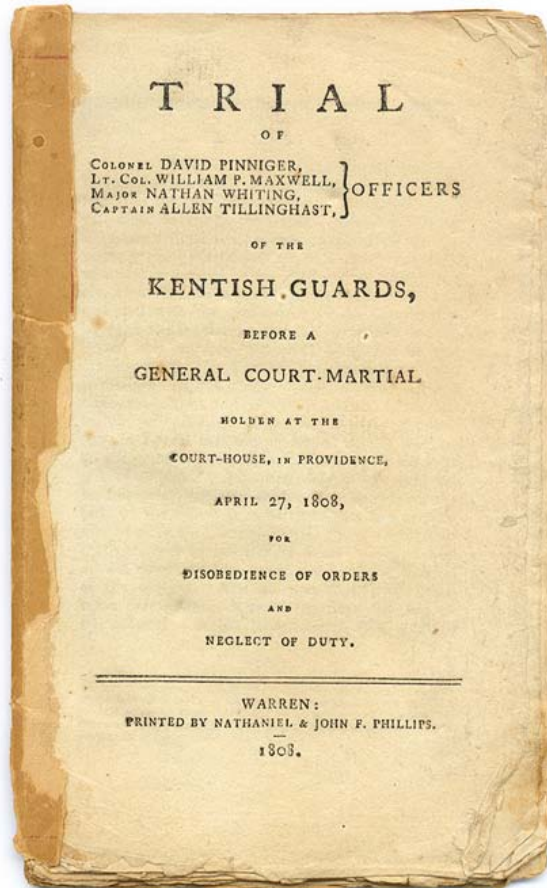 TRIAL
OF
COLONEL DAVID PINNIGER,
LT. COL. WILLIAM P. MAXWELL,
MAJOR NATHAN WHITING,
CAPTAIN ALLEN TILLINGHAST,
OFFICERS
OF THE
KENTISH GUARDS,
BEFORE A
GENERAL COURT-MARTIAL
HOLDEN AT THE
COURT-HOUSE, IN PROVIDENCE,
APRIL 27, 1808,
FOR
DISOBEDIENCE OF ORDERS
AND
NEGLECT OF DUTY.
WARREN:
PRINTED BY NATHANIEL & JOHN F. PHILLIPS.
1808.